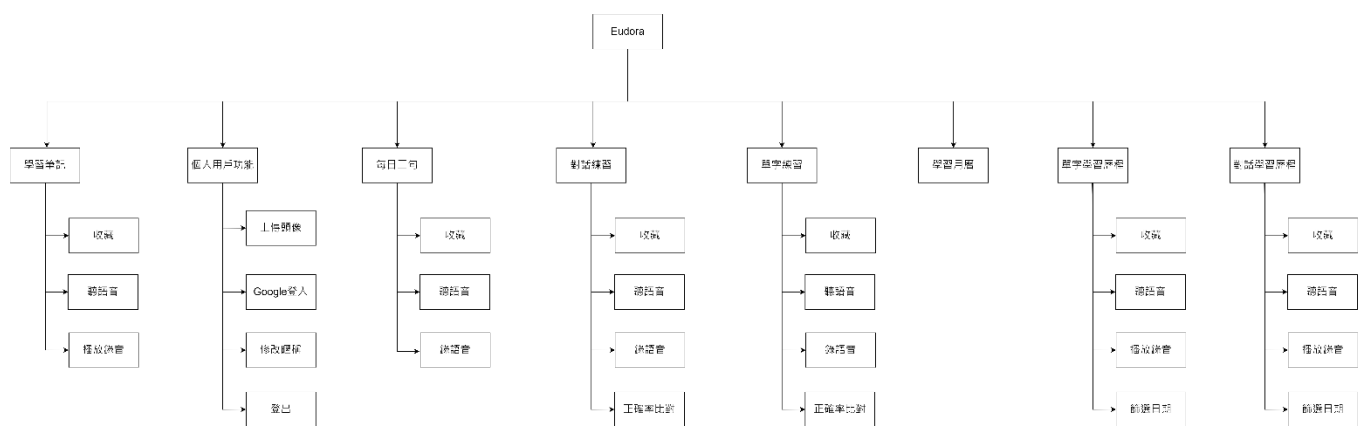 Eudora
學習筆記
個人用戶功能
每日三句
對話練習
單字練習
學習月曆
單字學習歷程
對話學習歷程
收藏
聽語音
播放錄音
上傳頭像
Google登入
修改暱稱
登出
收藏
聽語音
錄語音
收藏
聽語音
錄語音
正確率比對
收藏
聽語音
錄語音
正確率比對
收藏
聽語音
播放錄音
篩選日期
收藏
聽語音
播放錄音
篩選日期